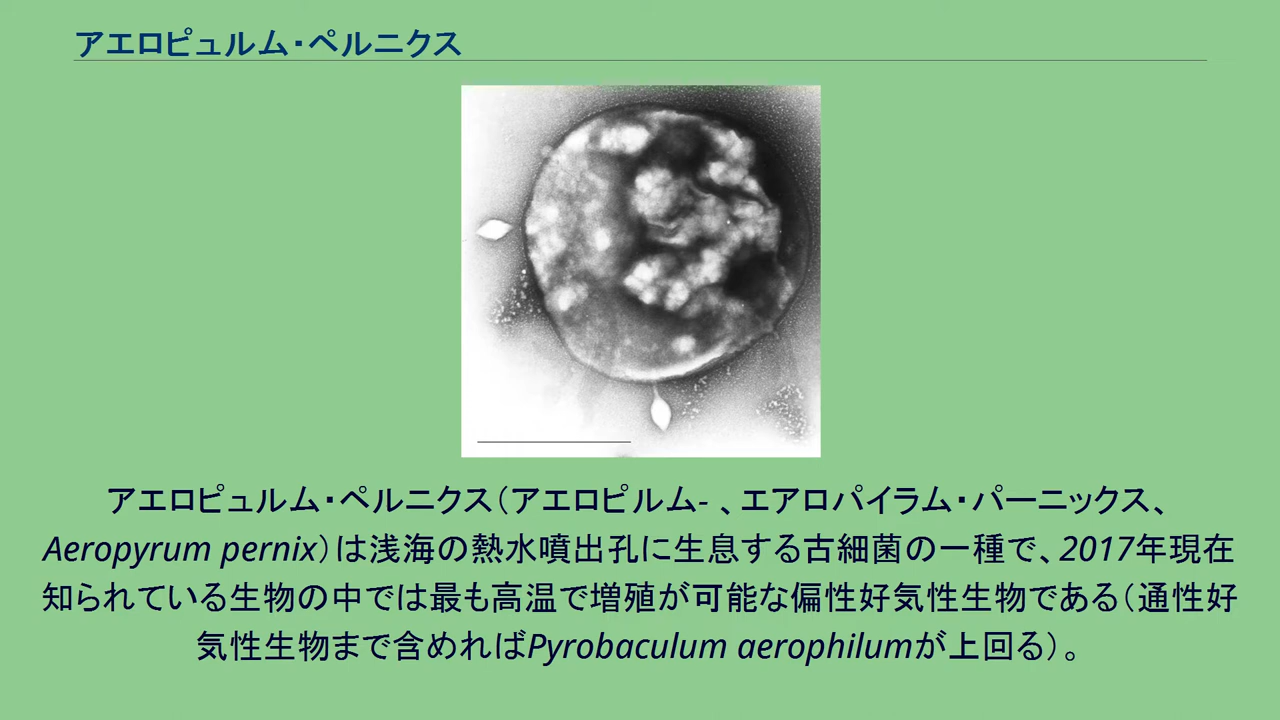 アエロピュルム・ペルニクス
アエロピュルム・ペルニクス（アエロピルム- 、エアロパイラム・パーニックス、
Aeropyrum pernix）は浅海の熱水噴出孔に生息する古細菌の一種で、2017年現在
知られている生物の中では最も高温で増殖が可能な偏性好気性生物である（通性好
気性生物まで含めればPyrobaculum aerophilumが上回る）。